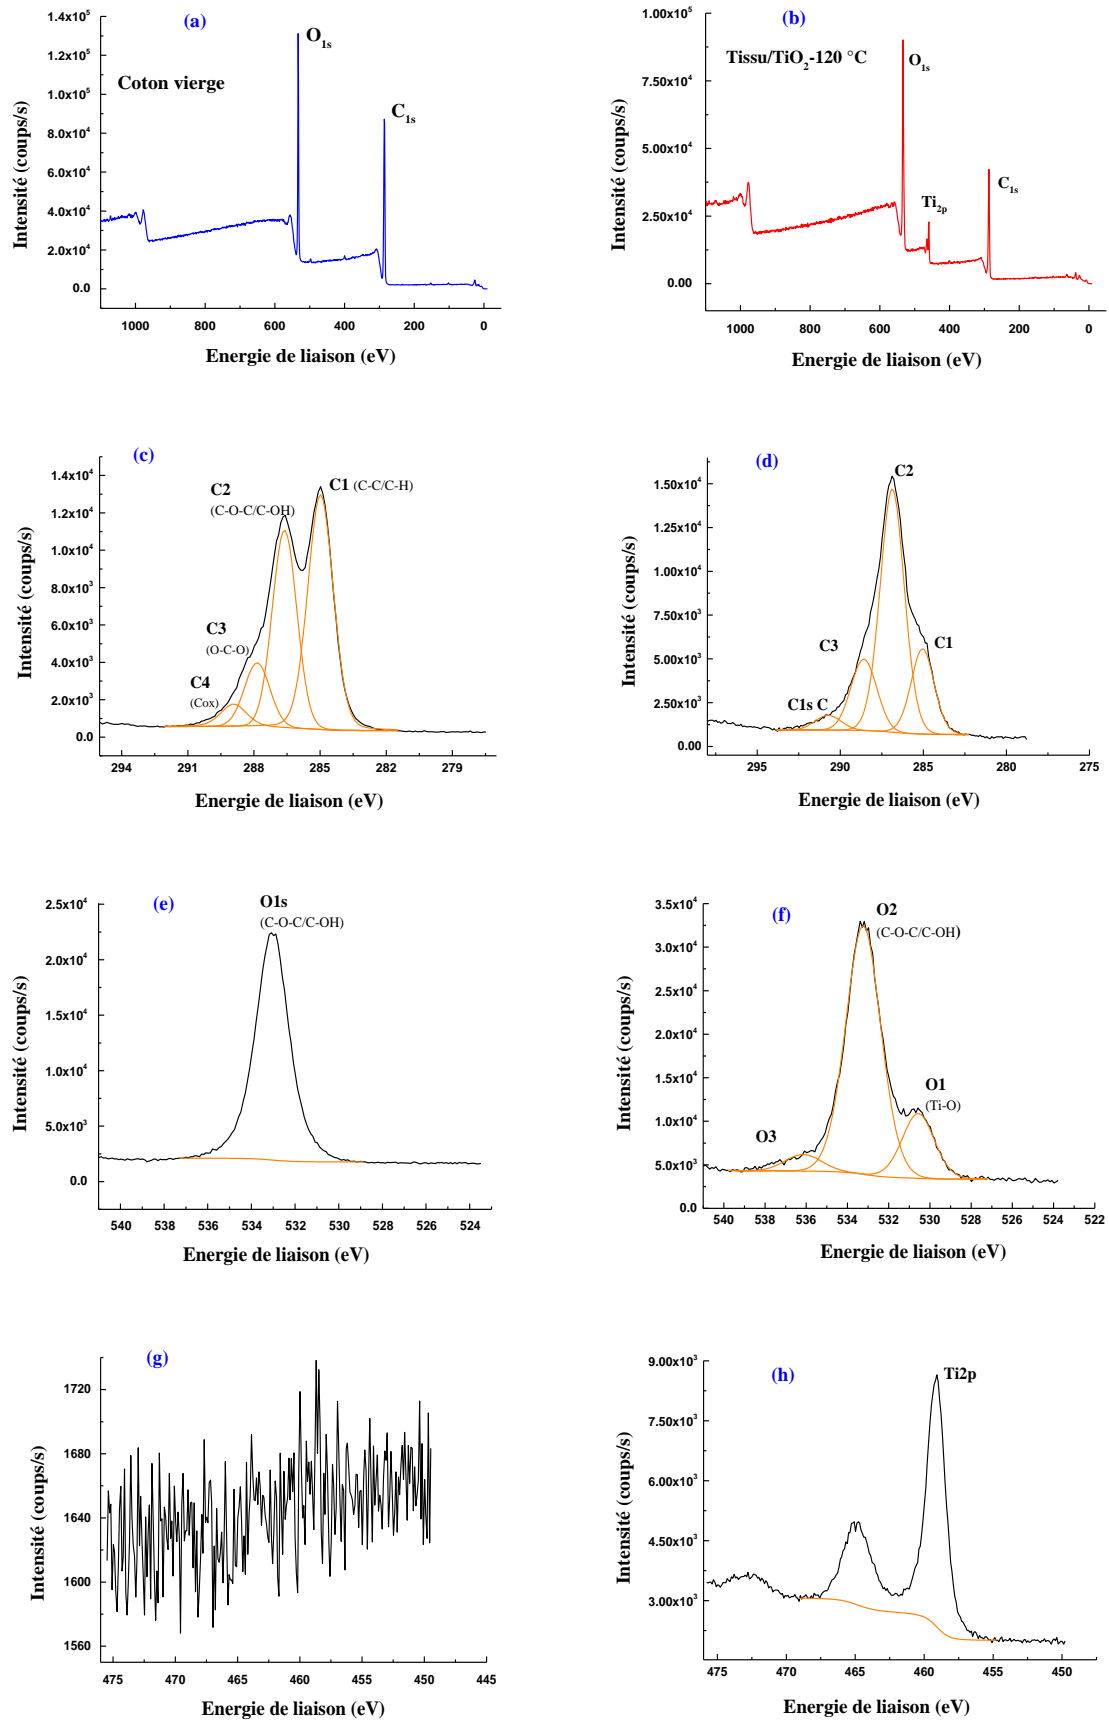 (a)
O1s
Coton vierge
C1s
1.4x10⁵
1.2x10⁵
1.0x10⁵
8.0x10⁴
6.0x10⁴
4.0x10⁴
2.0x10⁴
0.0
Intensité (coups/s)
1000 800 600 400 200 0
Energie de liaison (eV)
(b)
Tissu/TiO2-120 °C
O1s
C1s
Ti2p
1.00x10⁵
7.50x10⁴
5.00x10⁴
2.50x10⁴
0.00
Intensité (coups/s)
1000 800 600 400 200 0
Energie de liaison (eV)
(c)
C2
(C-O-C/C-OH)
C1 (C-C/C-H)
C3
(O-C-O)
C4
(Cox)
1.4x10⁴
1.2x10⁴
1.0x10⁴
8.0x10³
6.0x10³
4.0x10³
2.0x10³
0.0
Intensité (coups/s)
294 291 288 285 282 279
Energie de liaison (eV)
(d)
C2
C3
C1
C1s C
1.50x10⁴
1.00x10⁴
5.00x10³
2.50x10³
0.00
Intensité (coups/s)
295 290 285 280 275
Energie de liaison (eV)
(e)
O1s
(C-O-C/C-OH)
2.5x10⁴
2.0x10⁴
1.5x10⁴
1.0x10⁴
5.0x10³
0.0
Intensité (coups/s)
540 538 536 534 532 530 528 526 524
Energie de liaison (eV)
(f)
O2
(C-O-C/C-OH)
O1
(Ti-O)
O3
3.5x10⁴
3.0x10⁴
2.5x10⁴
2.0x10⁴
1.5x10⁴
1.0x10⁴
5.0x10³
0.0
Intensité (coups/s)
540 538 536 534 532 530 528 526 524 522
Energie de liaison (eV)
(g)
1720
1680
1640
1600
1560
Intensité (coups/s)
475 470 465 460 455 450 445
Energie de liaison (eV)
(h)
Ti2p
9.00x10³
7.50x10³
6.00x10³
4.50x10³
3.00x10³
Intensité (coups/s)
475 470 465 460 455 450
Energie de liaison (eV)